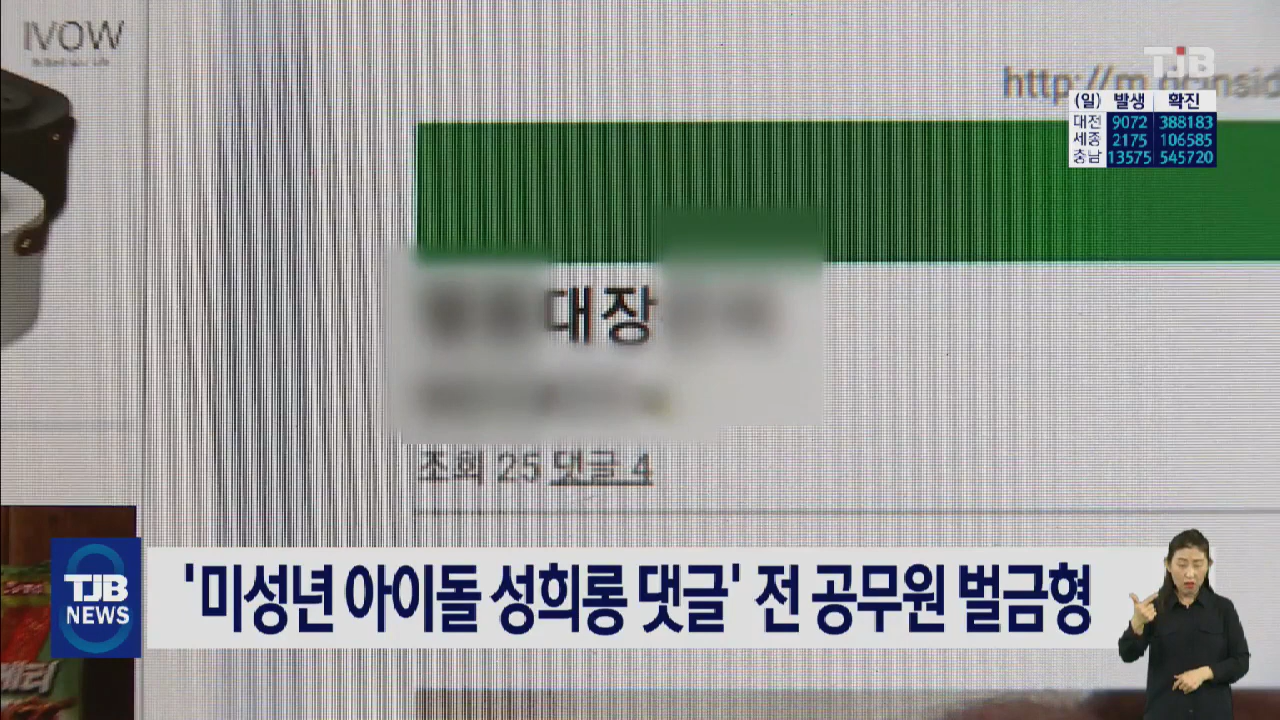 IVOW
TJB
http://m.dcinsid
(일) 발생 확진
대전 9072 388183
세종 2175 106585
충남 13575 545720
대장
조회 25 댓글 4
TJB
NEWS
'미성년 아이돌 성희롱 댓글' 전 공무원 벌금형